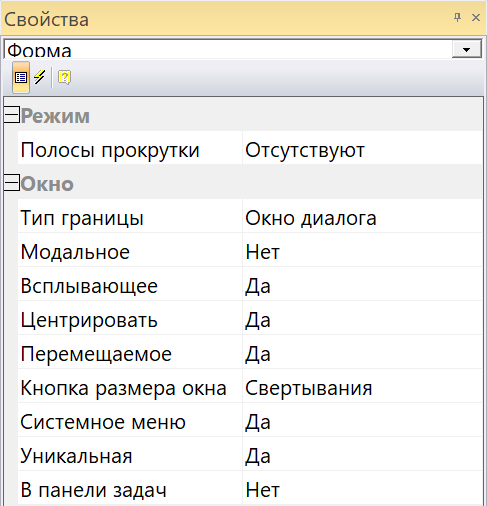 Свойства
Форма
Режим
Полосы прокрутки Отсутствуют
Окно
Тип границы Окно диалога
Модальное Нет
Всплывающее Да
Центрировать Да
Перемещаемое Да
Кнопка размера окна Свертывания
Системное меню Да
Уникальная Да
В панели задач Нет